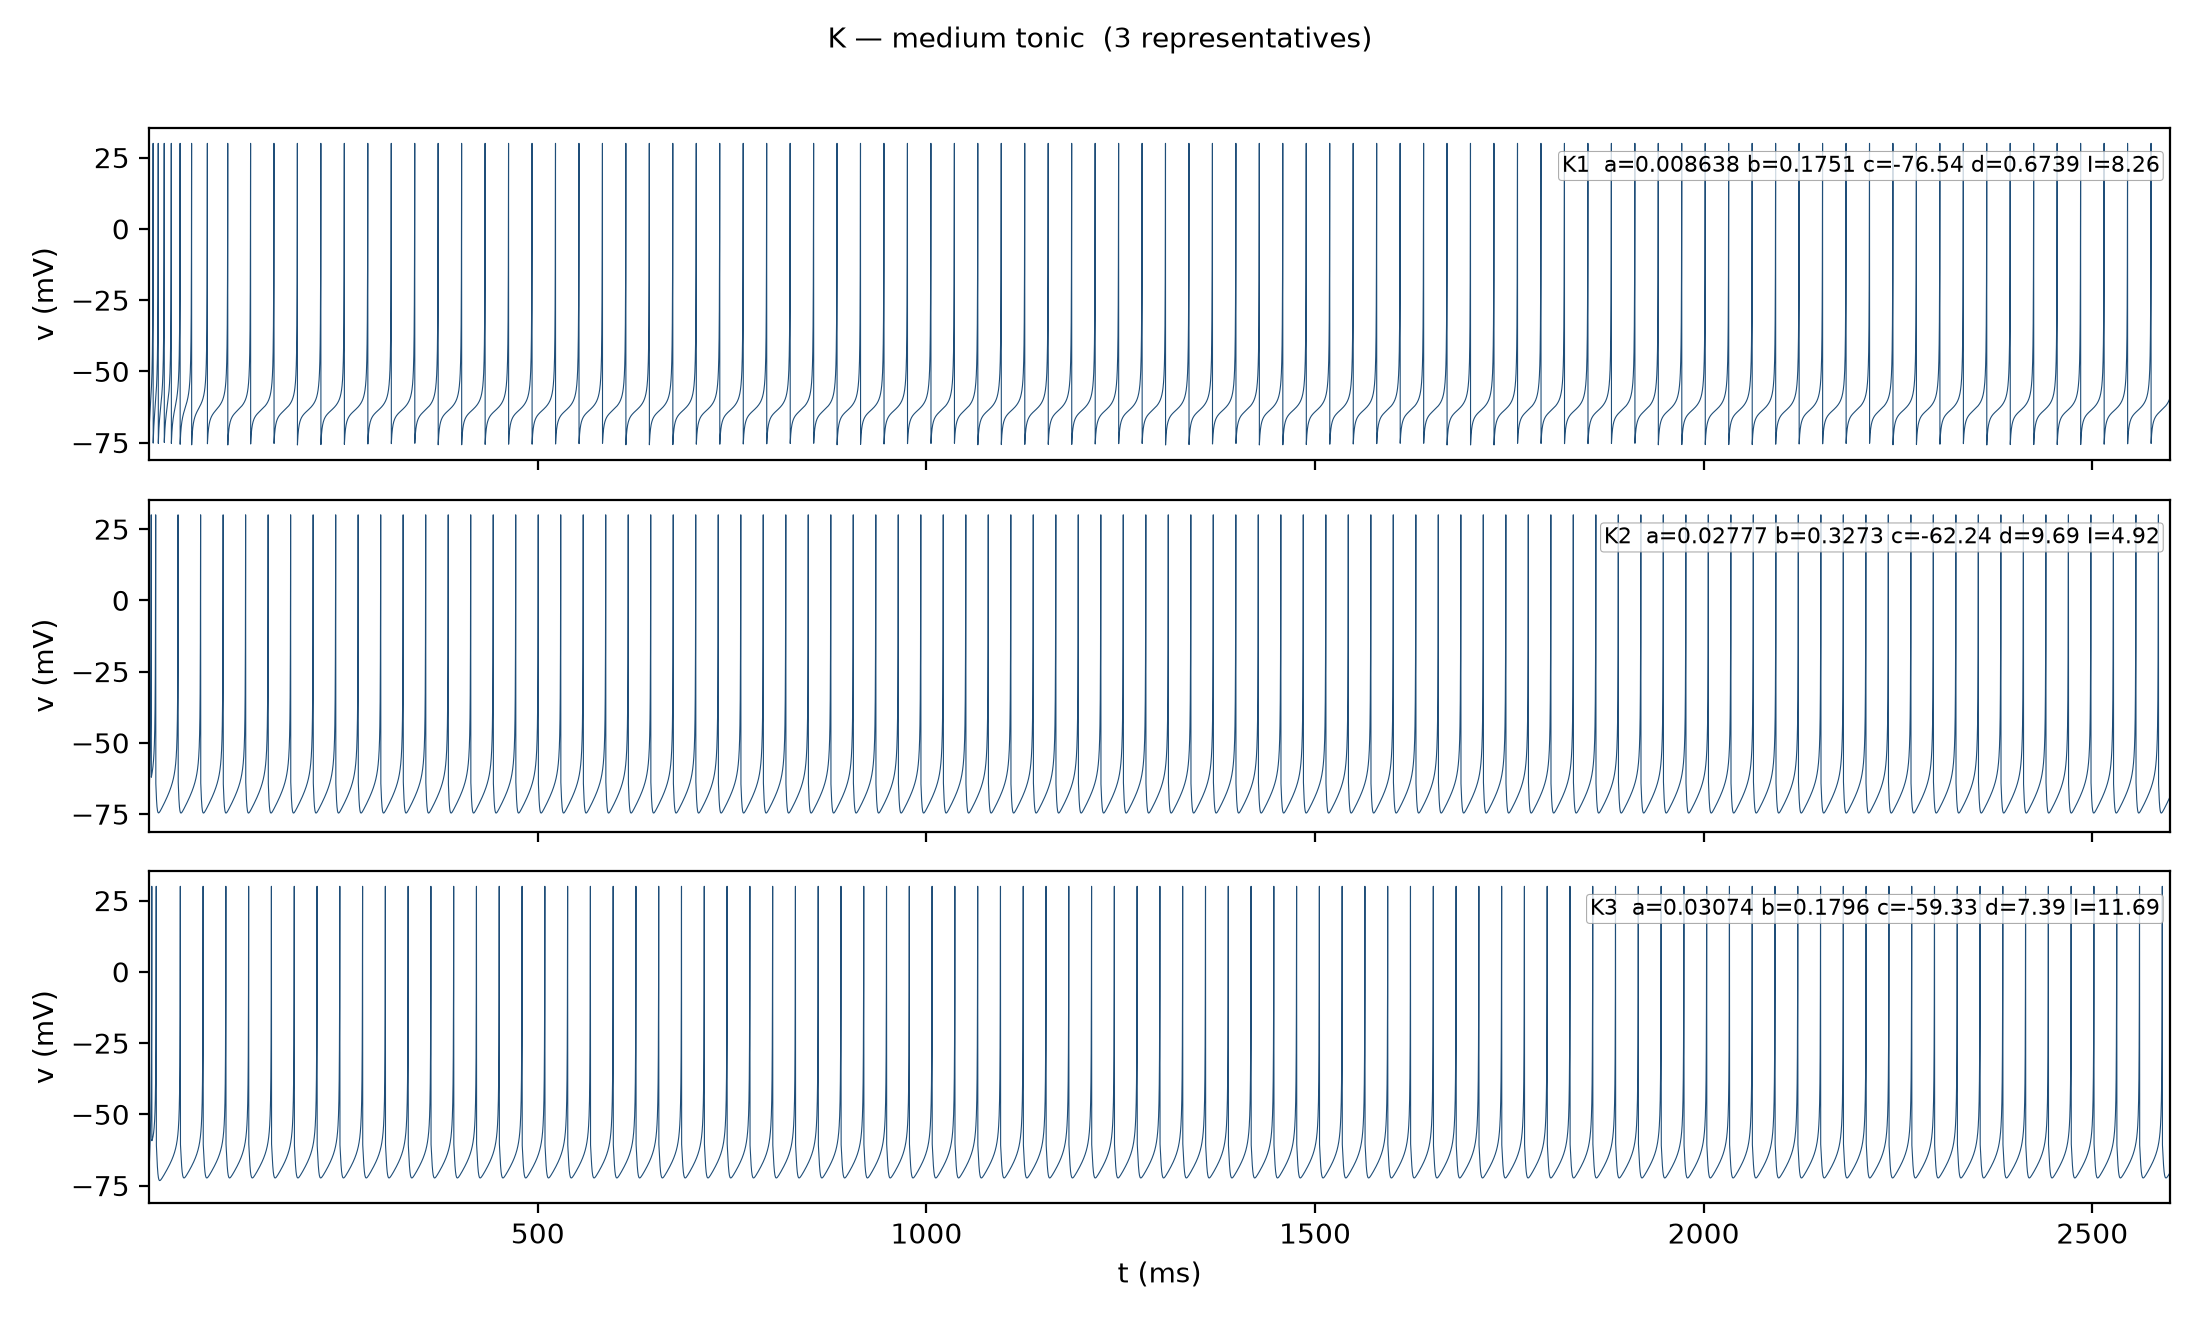 K — medium tonic (3 representatives)
25
0
−25
−50
−75
v (mV)
K1 a=0.008638 b=0.1751 c=-76.54 d=0.6739 I=8.26
25
0
−25
−50
−75
v (mV)
K2 a=0.02777 b=0.3273 c=-62.24 d=9.69 I=4.92
25
0
−25
−50
−75
v (mV)
K3 a=0.03074 b=0.1796 c=-59.33 d=7.39 I=11.69
500 1000 1500 2000 2500
t (ms)